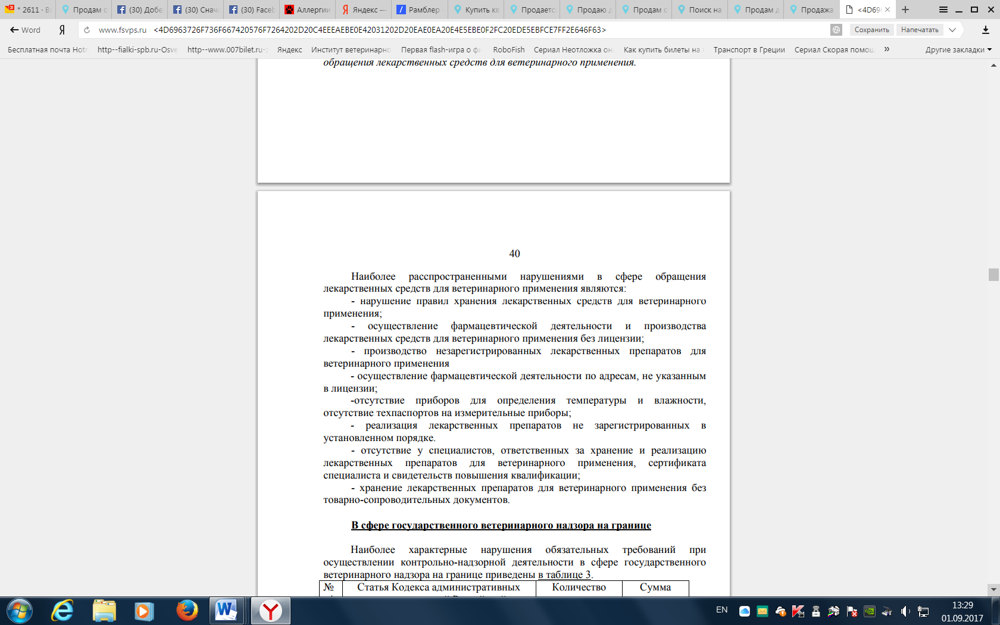 * 2611 · В
Продам о
(30) Добе
(30) Снач
(30) Faceb
Аллергии
Яндекс —
Рамблер
Купить кв
Продаетс
Продаю д
Продам о
Поиск на
Продам д
Продажа
<4D69
Word
www.fsvps.ru <4D6963726F736F667420576F7264202D20C4EEEAEBE0E42031202D20EAE0EA20E4E5EBE0F2FC20EDE5EBFCE7FF2E646F63>
Сохранить
Напечатать
Бесплатная почта Hotr
http--fialki-spb.ru-Osve
http--www.007bilet.ru-
Яндекс
Институт ветеринарно
Первая flash-игра о ф
RoboFish
Сериал Неотложка он
Как купить билеты на
Транспорт в Греции
Сериал Скорая помощ
»
Другие закладки
обращения лекарственных средств для ветеринарного применения.
40
Наиболее расспространенными нарушениями в сфере обращения
лекарственных средств для ветеринарного применения являются:
- нарушение правил хранения лекарственных средств для ветеринарного
применения;
- осуществление фармацевтической деятельности и производства
лекарственных средств для ветеринарного применения без лицензии;
- производство незарегистрированных лекарственных препаратов для
ветеринарного применения
- осуществление фармацевтической деятельности по адресам, не указанным
в лицензии;
-отсутствие приборов для определения температуры и влажности,
отсутствие техпаспортов на измерительные приборы;
- реализация лекарственных препаратов не зарегистрированных в
установленном порядке.
- отсутствие у специалистов, ответственных за хранение и реализацию
лекарственных препаратов для ветеринарного применения, сертификата
специалиста и свидетельств повышения квалификации;
- хранение лекарственных препаратов для ветеринарного применения без
товарно-сопроводительных документов.
В сфере государственного ветеринарного надзора на границе
Наиболее характерные нарушения обязательных требований при
осуществлении контрольно-надзорной деятельности в сфере государственного
ветеринарного надзора на границе приведены в таблице 3.
№
Статья Кодекса административных
Количество
Сумма
EN
13:29
01.09.2017